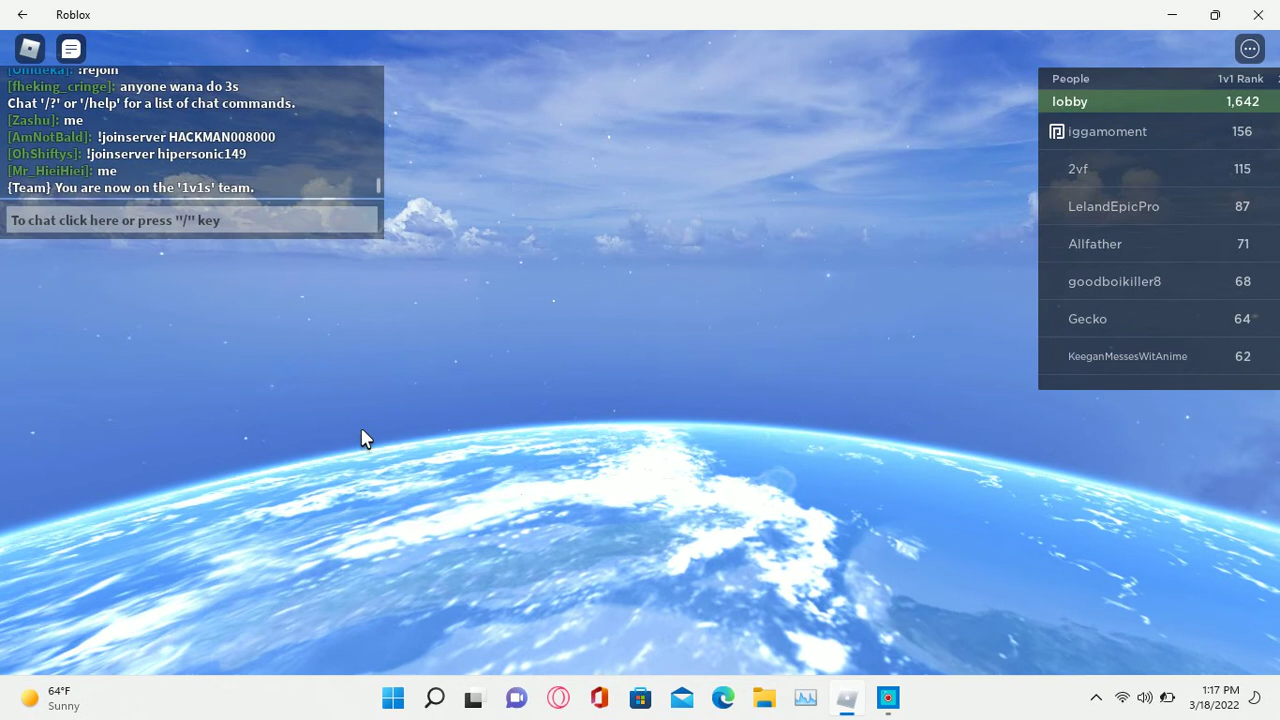 Roblox
[Umideka]: !rejoin
[fheking_cringe]: anyone wana do 3s
Chat '/?' or '/help' for a list of chat commands.
[Zashu]: me
[AmNotBald]: !joinserver HACKMAN008000
[OhShiftys]: !joinserver hipersonic149
[Mr_HieiHiei]: me
{Team} You are now on the '1v1s' team.
To chat click here or press "/" key
People 1v1 Rank
lobby 1,642
iggamoment 156
2vf 115
LelandEpicPro 87
Allfather 71
goodboikiller8 68
Gecko 64
KeeganMessesWitAnime 62
64°F
Sunny
1:17 PM
3/18/2022